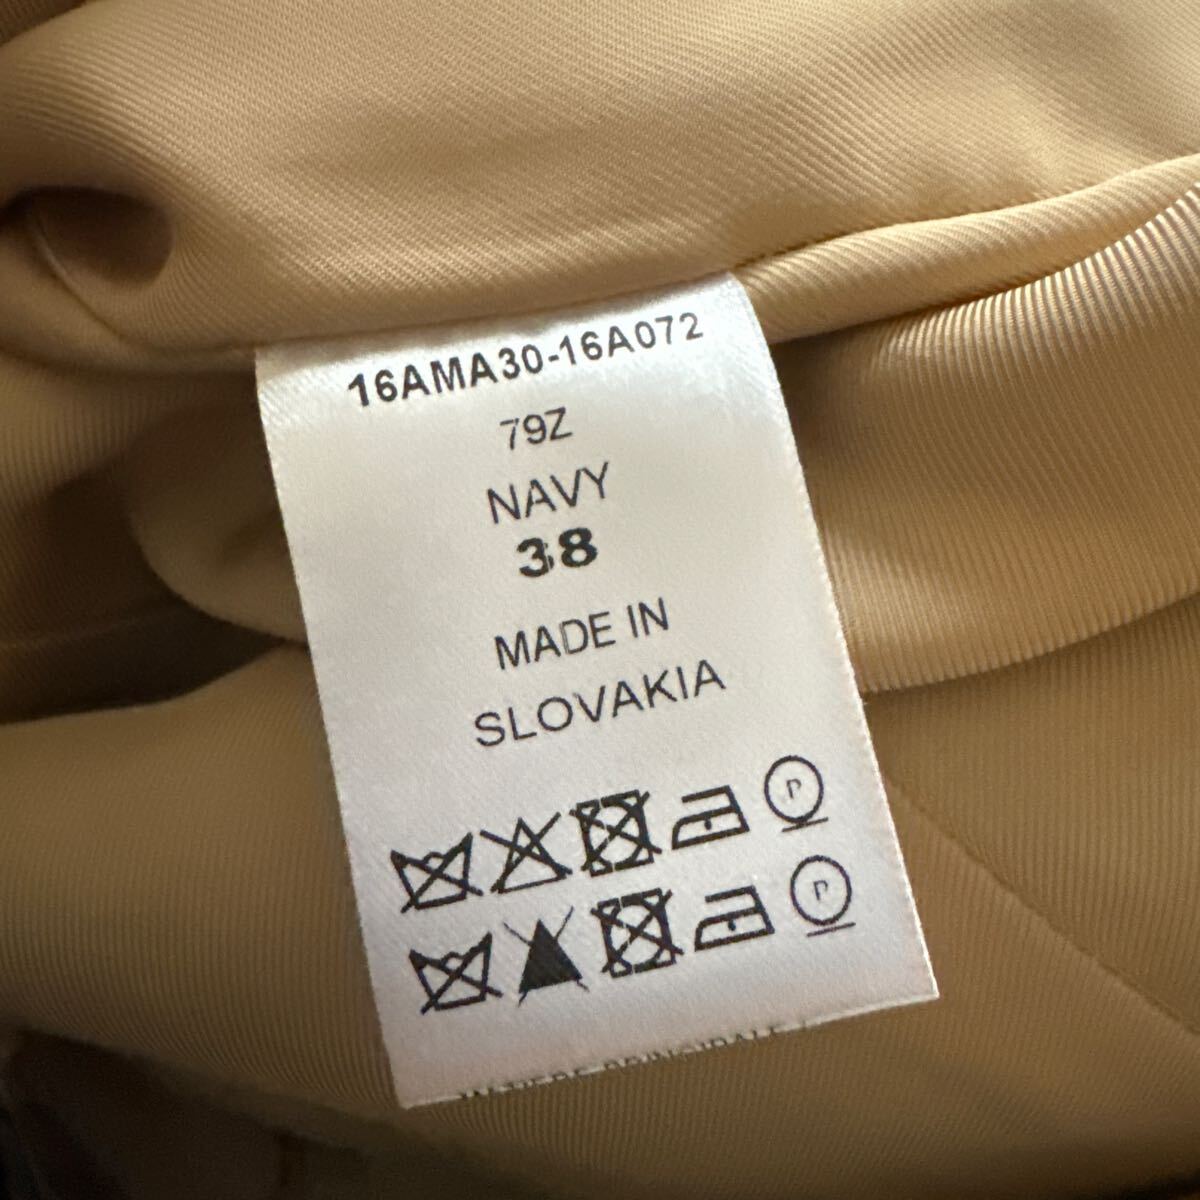 16AMA30-16A072
79Z
NAVY
38
MADE IN
SLOVAKIA
P
P